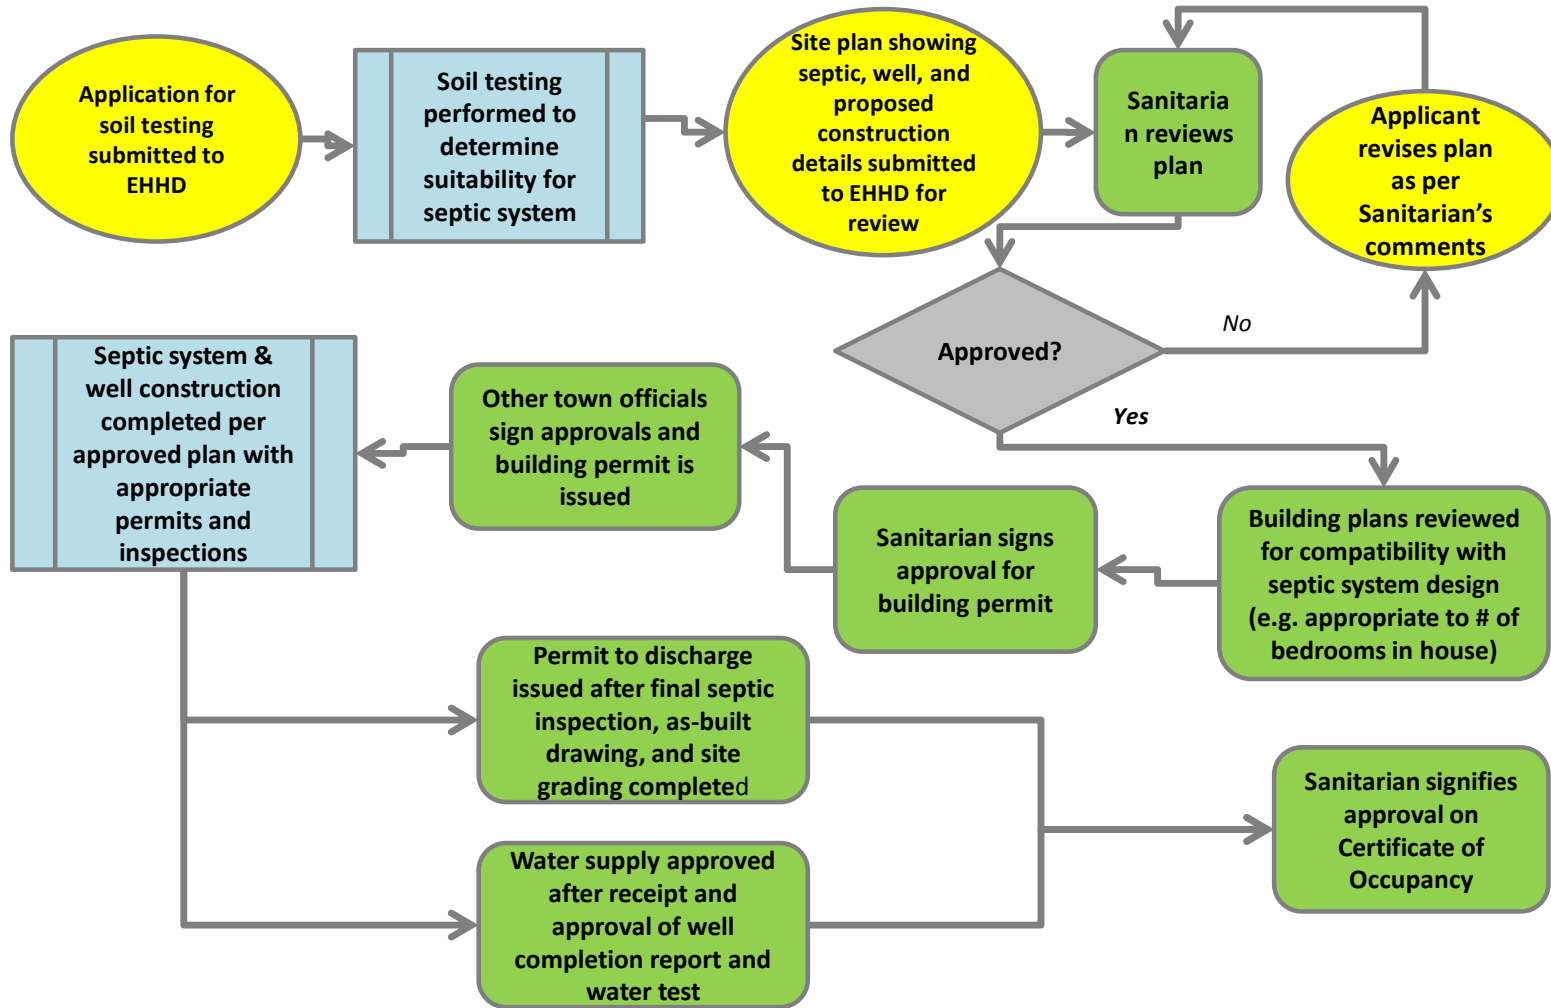 Application for
soil testing
submitted to
EHHD
Soil testing
performed to
determine
suitability for
septic system
Site plan showing
septic, well, and
proposed
construction
details submitted
to EHHD for
review
Sanitaria
n reviews
plan
Applicant
revises plan
as per
Sanitarian’s
comments
Approved?
No
Yes
Septic system &
well construction
completed per
approved plan with
appropriate
permits and
inspections
Other town officials
sign approvals and
building permit is
issued
Sanitarian signs
approval for
building permit
Building plans reviewed
for compatibility with
septic system design
(e.g. appropriate to # of
bedrooms in house)
Permit to discharge
issued after final septic
inspection, as-built
drawing, and site
grading completed
Water supply approved
after receipt and
approval of well
completion report and
water test
Sanitarian signifies
approval on
Certificate of
Occupancy